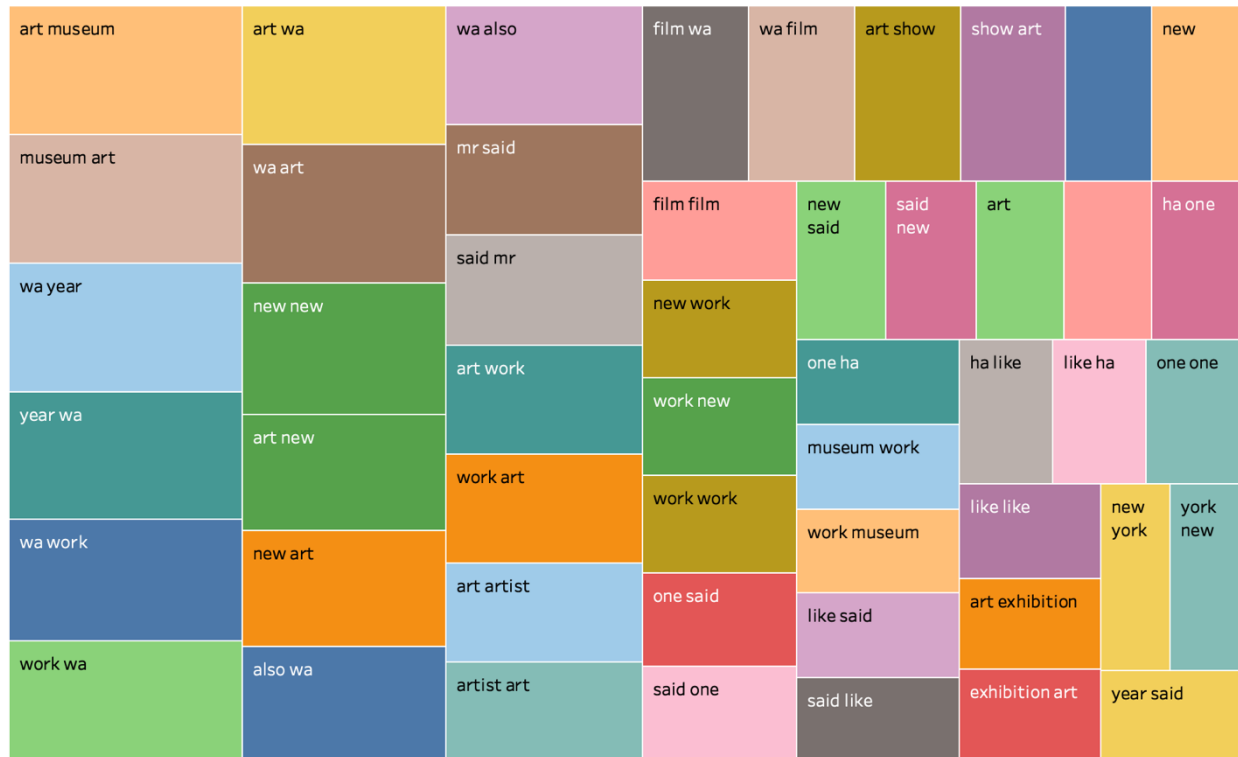 art museum
museum art
wa year
year wa
wa work
work wa
art wa
wa art
new new
art new
new art
also wa
wa also
mr said
said mr
art work
work art
art artist
artist art
film wa
wa film
art show
show art
new
film film
new work
work new
work work
one said
said one
new
said
said
new
art
ha one
one ha
museum work
work museum
like said
said like
ha like
like ha
one one
like like
art exhibition
exhibition art
new
york
york
new
year said